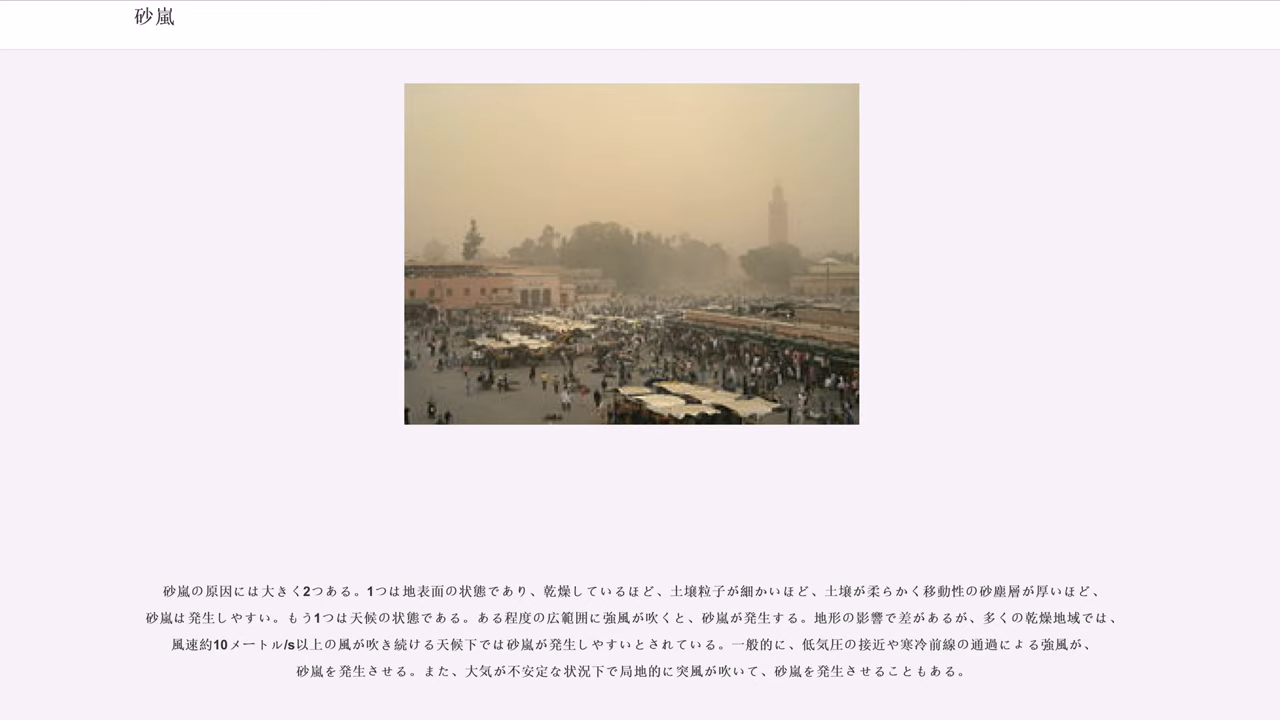 砂嵐
砂嵐の原因には大きく2つある。1つは地表面の状態であり、乾燥しているほど、土壌粒子が細かいほど、土壌が柔らかく移動性の砂塵層が厚いほど、
砂嵐は発生しやすい。もう1つは天候の状態である。ある程度の広範囲に強風が吹くと、砂嵐が発生する。地形の影響で差があるが、多くの乾燥地域では、
風速約10メートル/s以上の風が吹き続ける天候下では砂嵐が発生しやすいとされている。一般的に、低気圧の接近や寒冷前線の通過による強風が、
砂嵐を発生させる。また、大気が不安定な状況下で局地的に突風が吹いて、砂嵐を発生させることもある。